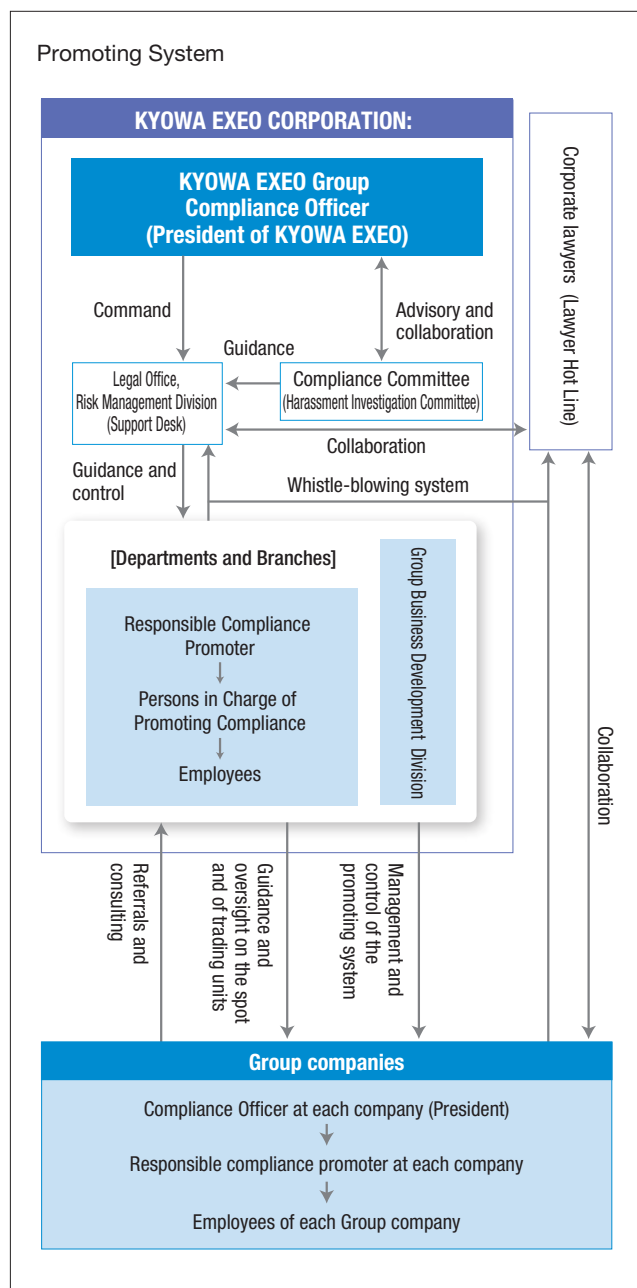 Promoting System
KYOWA EXEO CORPORATION:
KYOWA EXEO Group
Compliance Officer
(President of KYOWA EXEO)
Corporate lawyers (Lawyer Hot Line)
Command
Advisory and
collaboration
Guidance
Legal Office,
Risk Management Division
(Support Desk)
Compliance Committee
(Harassment Investigation Committee)
Collaboration
Guidance and
control
Whistle-blowing system
[Departments and Branches]
Responsible Compliance
Promoter
Persons in Charge of
Promoting Compliance
Employees
Group Business Development Division
Collaboration
Referrals and
consulting
Guidance and
oversight on the spot
and of trading units
Management and
control of the
promoting system
Group companies
Compliance Officer at each company (President)
Responsible compliance promoter at each company
Employees of each Group company